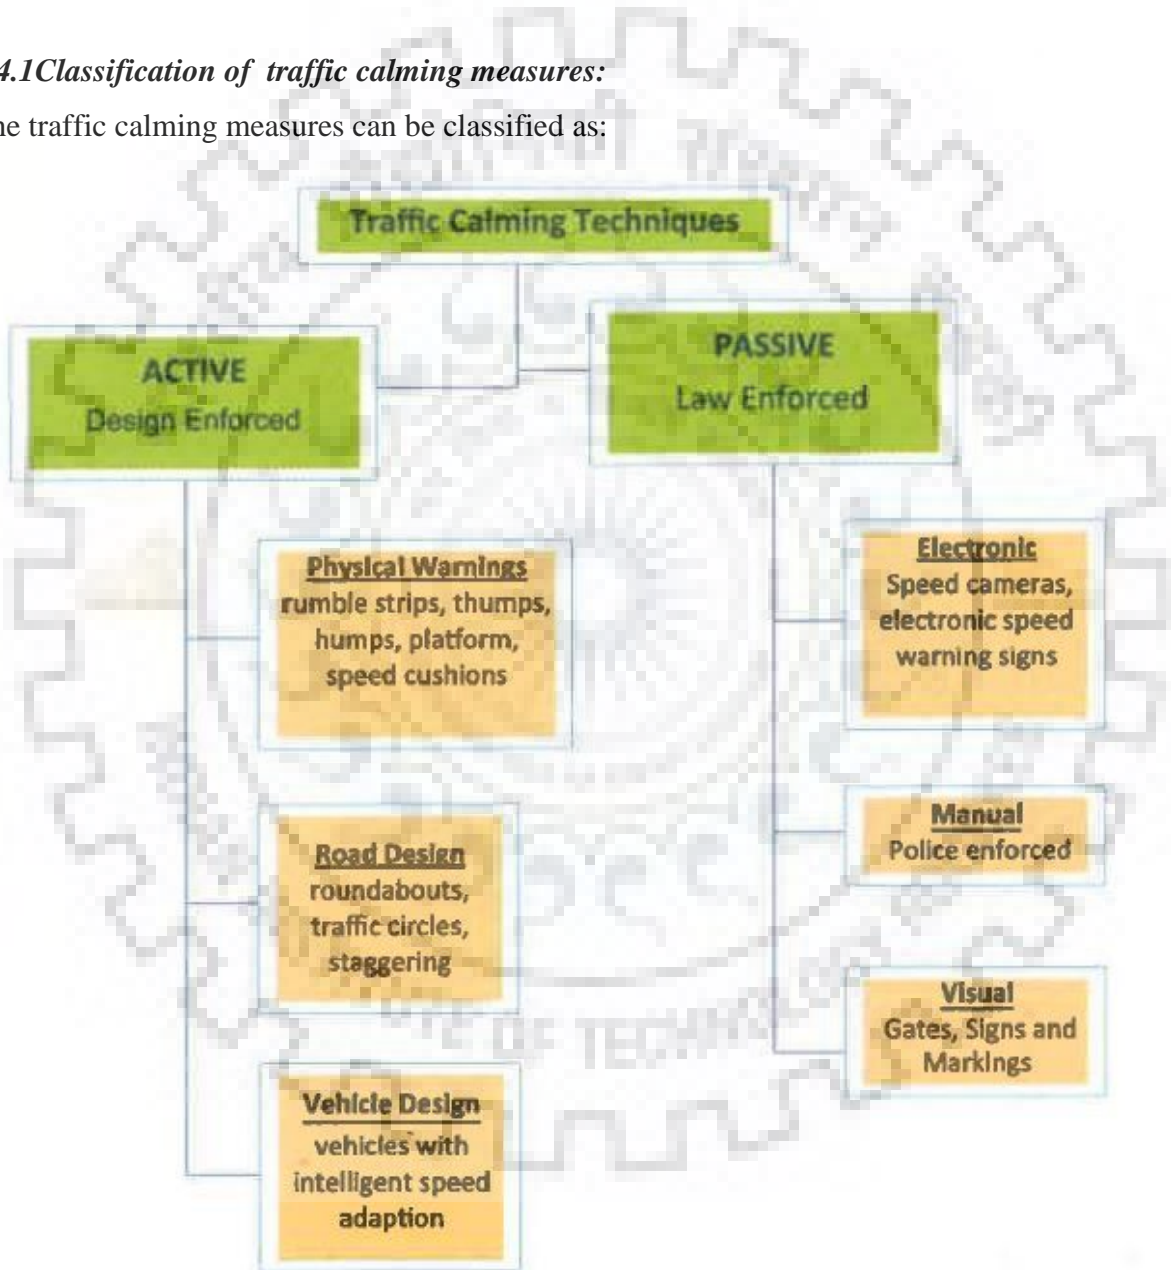 4.1Classification of traffic calming measures:
he traffic calming measures can be classified as:
Traffic Calming Techniques
ACTIVE
Design Enforced
PASSIVE
Law Enforced
Physical Warnings
rumble strips, thumps,
humps, platform,
speed cushions
Road Design
roundabouts,
traffic circles,
staggering
Vehicle Design
vehicles with
intelligent speed
adaption
Electronic
Speed cameras,
electronic speed
warning signs
Manual
Police enforced
Visual
Gates, Signs and
Markings